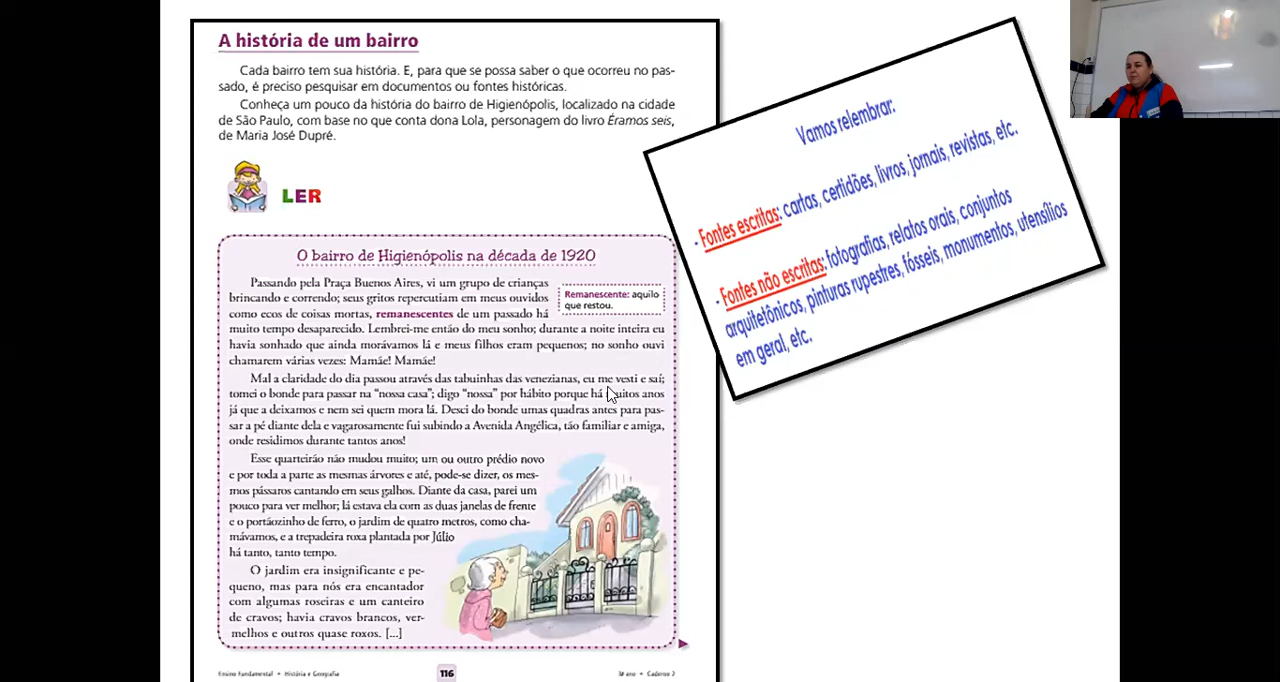 A história de um bairro
Cada bairro tem sua história. E, para que se possa saber o que ocorreu no pas-
sado, é preciso pesquisar em documentos ou fontes históricas.
Conheça um pouco da história do bairro de Higienópolis, localizado na cidade
de São Paulo, com base no que conta dona Lola, personagem do livro Éramos seis,
de Maria José Dupré.
LER
O bairro de Higienópolis na década de 1920
Passando pela Praça Buenos Aires, vi um grupo de crianças
brincando e correndo; seus gritos repercutiam em meus ouvidos
como ecos de coisas mortas, remanescentes de um passado há
muito tempo desaparecido. Lembrei-me então do meu sonho; durante a noite inteira eu
havia sonhado que ainda morávamos lá e meus filhos eram pequenos; no sonho ouvi
chamarem várias vezes: Mamãe! Mamãe!
Remanescente: aquilo
que restou.
Mal a claridade do dia passou através das tabuinhas das venezianas, eu me vesti e saí;
tomei o bonde para passar na “nossa casa”; digo “nossa” por hábito porque há muitos anos
já que a deixamos e nem sei quem mora lá. Desci do bonde umas quadras antes para pas-
sar a pé diante dela e vagarosamente fui subindo a Avenida Angélica, tão familiar e amiga,
onde residimos durante tantos anos!
Esse quarteirão não mudou muito; um ou outro prédio novo
e por toda a parte as mesmas árvores e até, pode-se dizer, os mes-
mos pássaros cantando em seus galhos. Diante da casa, parei um
pouco para ver melhor; lá estava ela com as duas janelas de frente
e o portãozinho de ferro, o jardim de quatro metros, como cha-
mávamos, e a trepadeira roxa plantada por Júlio
há tanto, tanto tempo.
O jardim era insignificante e pe-
queno, mas para nós era encantador
com algumas roseiras e um canteiro
de cravos; havia cravos brancos, ver-
melhos e outros quase roxos. [...]
Ensino Fundamental • História e Geografia
116
3º ano • Caderno 2
Vamos relembrar:
- Fontes escritas: cartas, certidões, livros, jornais, revistas, etc.
- Fontes não escritas: fotografias, relatos orais, conjuntos
arquitetônicos, pinturas rupestres, fósseis, monumentos, utensílios
em geral, etc.